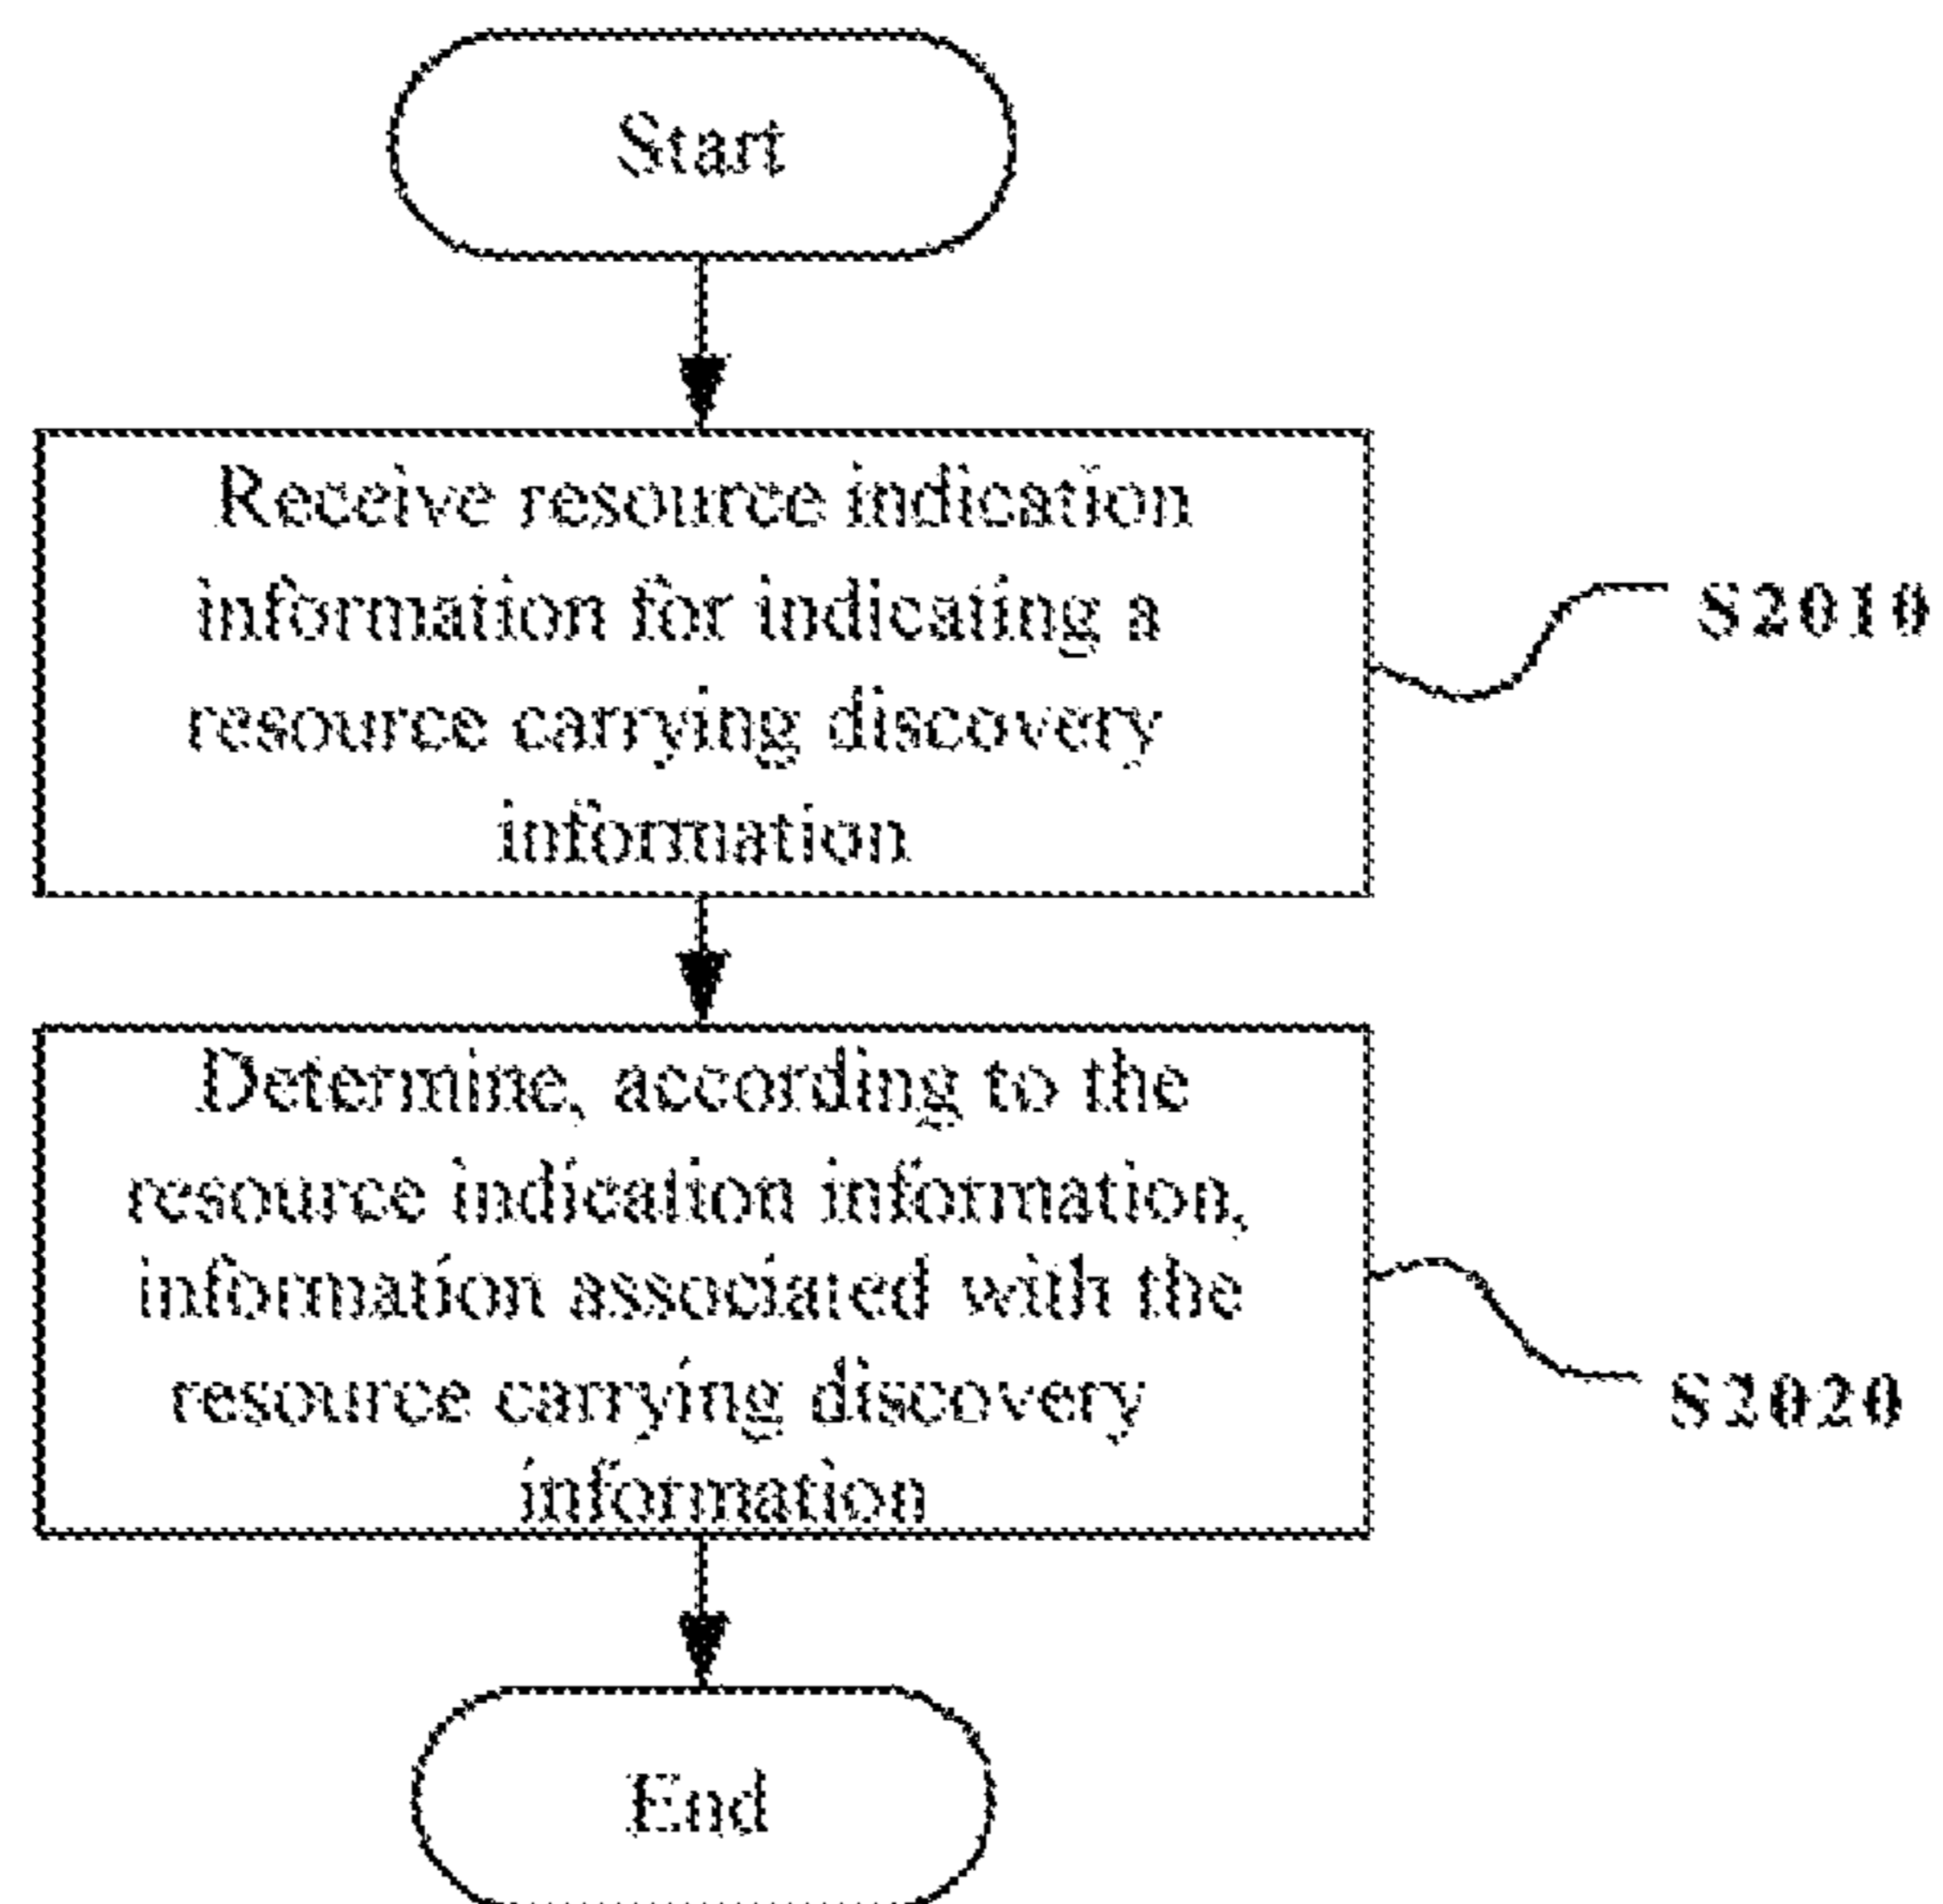 Start
Receive resource indication
information for indicating a
resource carrying discovery
information
S2010
Determine, according to the
resource indication information,
information associated with the
resource carrying discovery
information
S2020
End